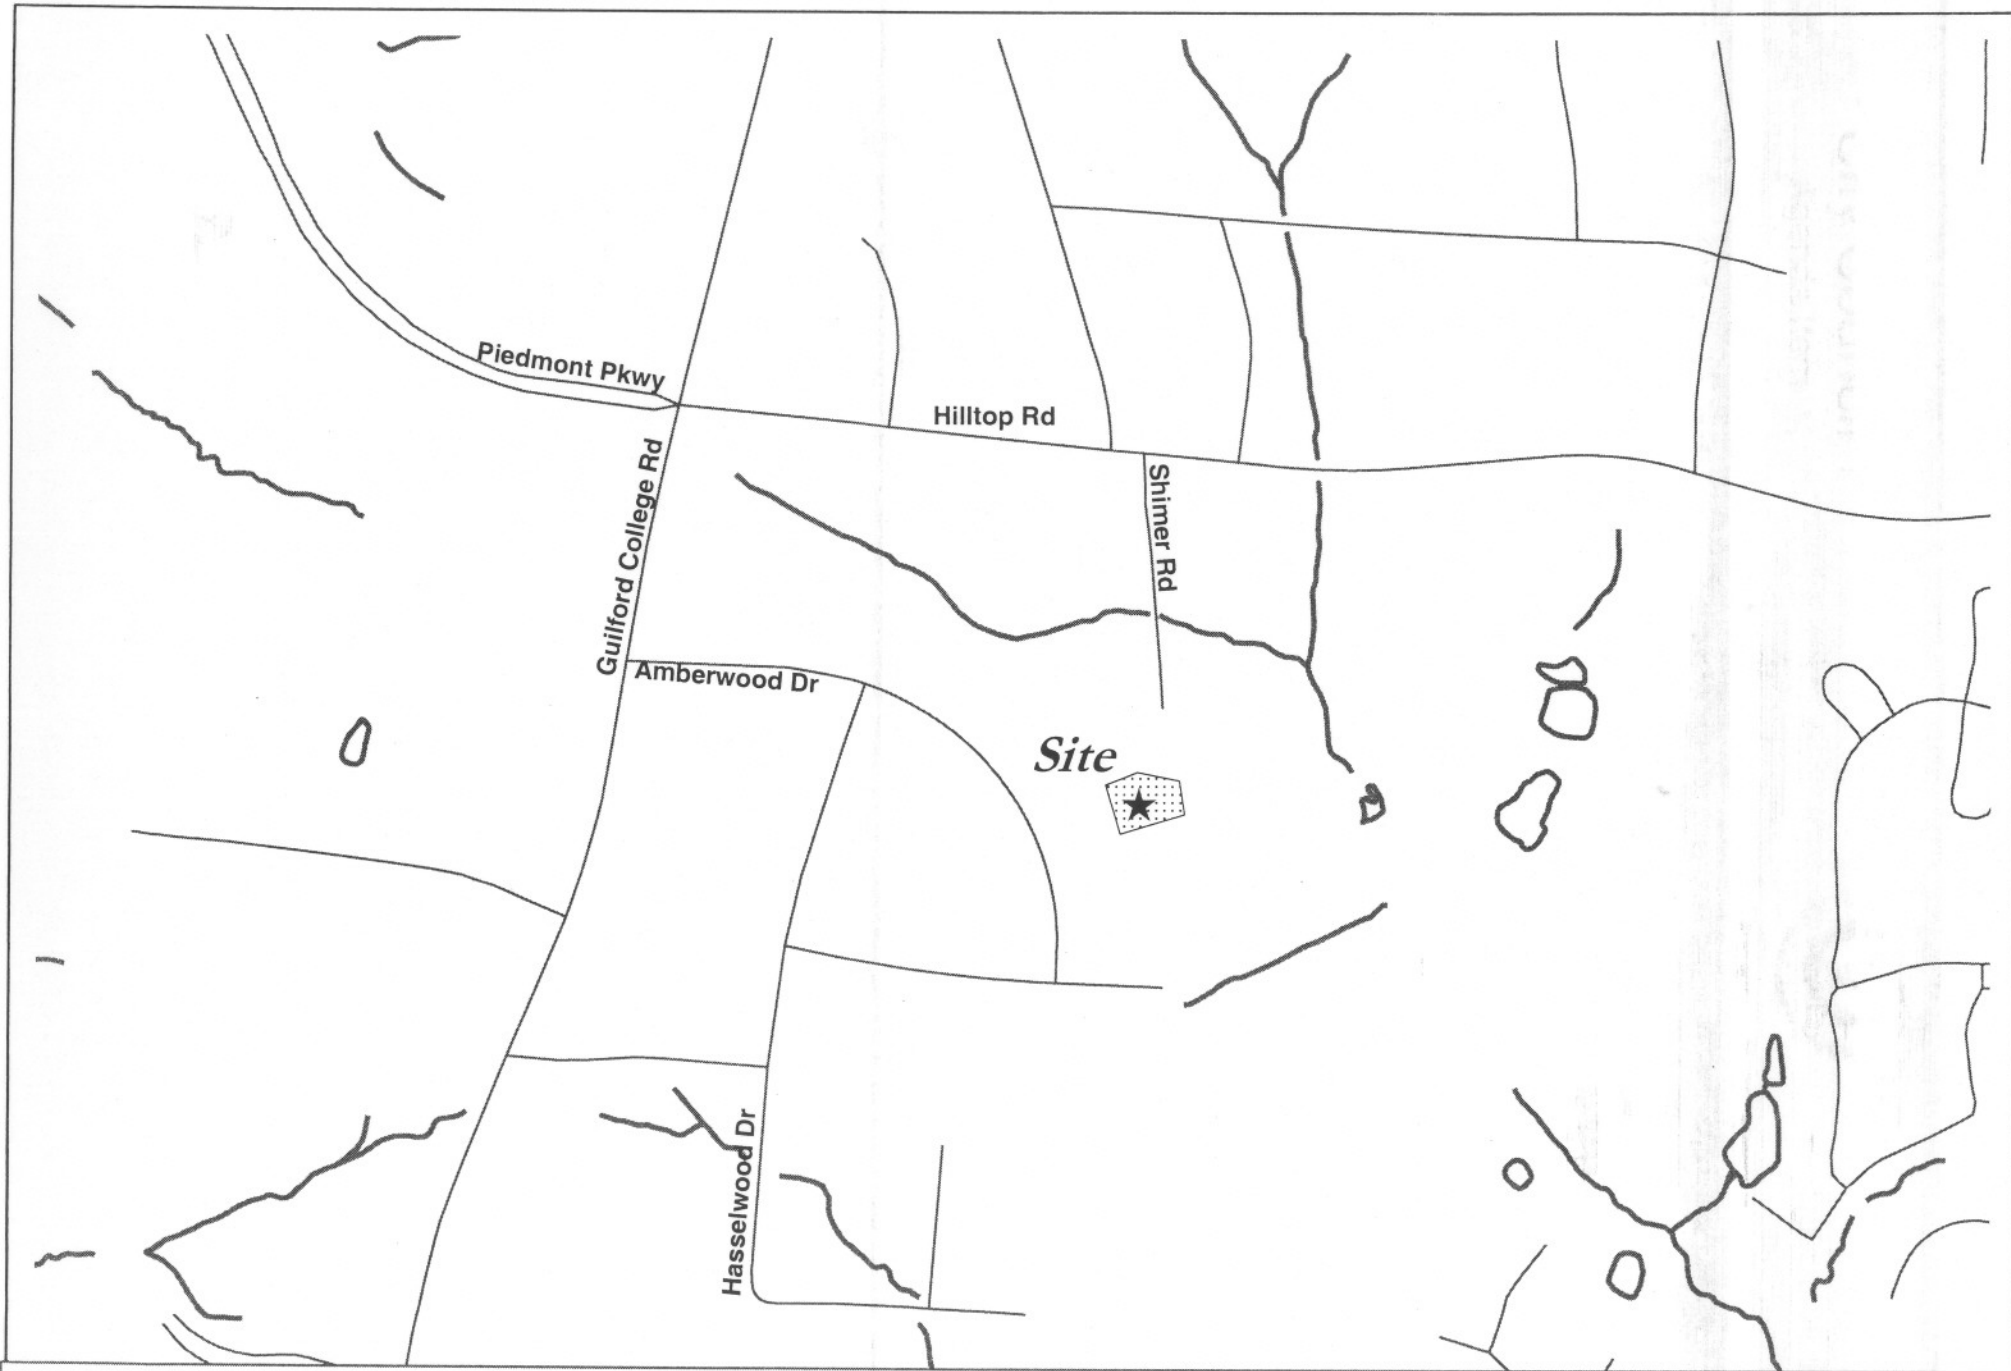 Piedmont Pkwy
Hilltop Rd
Guilford College Rd
Shimer Rd
Amberwood Dr
Site
Hasselwood Dr